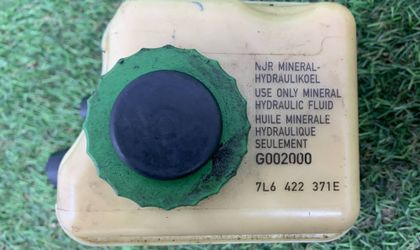 NUR MINERAL-
HYDRAULIKOEL
USE ONLY MINERAL
HYDRAULIC FLUID
HUILE MINERALE
HYDRAULIQUE
SEULEMENT
G002000
7L6 422 371E